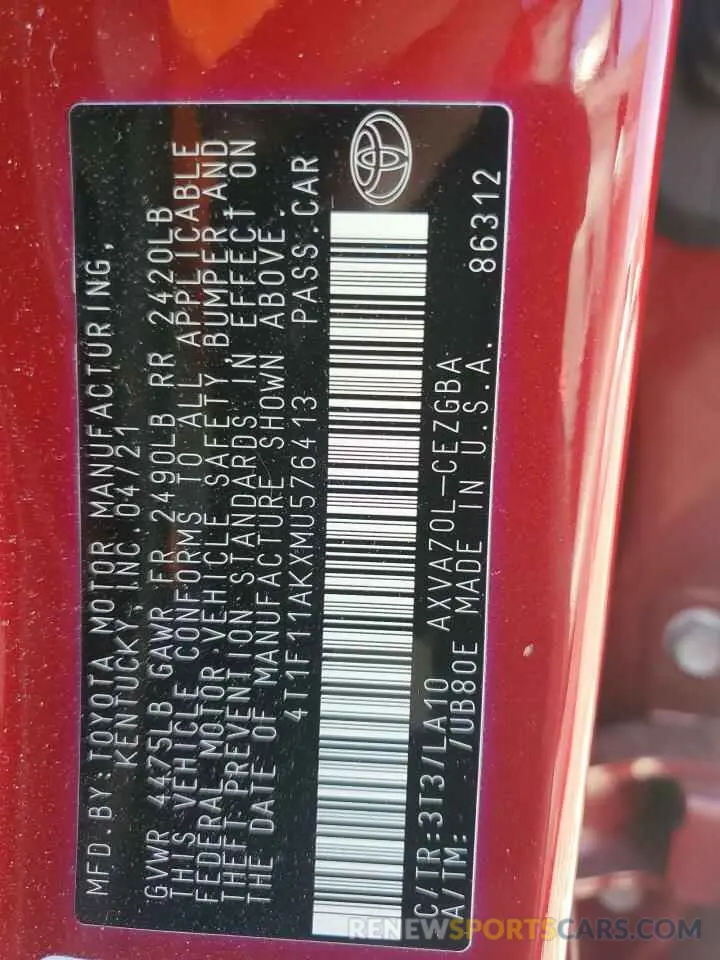 MFD.BY:TOYOTA MOTOR MANUFACTURING,
KENTUCKY, INC.04/21
GVWR 4475LB GAWR FR 2490LB RR 2420LB
THIS VEHICLE CONFORMS TO ALL APPLICABLE
FEDERAL MOTOR VEHICLE SAFETY,BUMPER AND
THEFT PREVENTION STANDARDS IN EFFECT ON
THE DATE OF MANUFACTURE SHOWN ABOVE.
4T1F11AKXMU576413 PASS.CAR
C/TR:3T3/LA10 AXVA70L-CEZGBA
A/TM: /UB80E MADE IN U.S.A. 86312
RENEWSPORTSCARS.COM